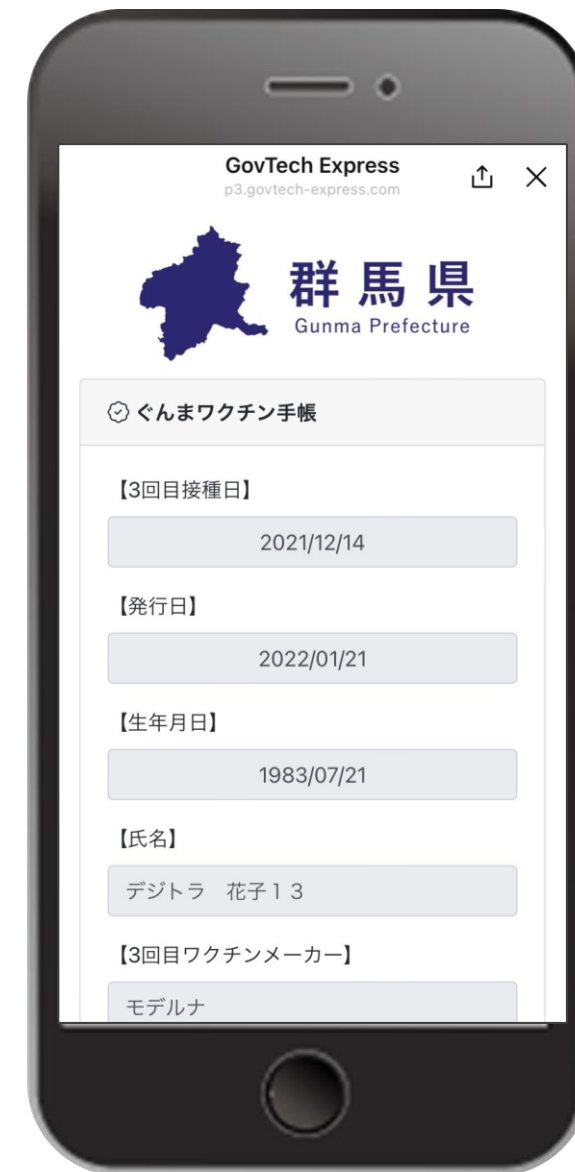 GovTech Express
p3.govtech-express.com
群馬県
Gunma Prefecture
ぐんまワクチン手帳
【3回目接種日】
2021/12/14
【発行日】
2022/01/21
【生年月日】
1983/07/21
【氏名】
デジトラ　花子１３
【3回目ワクチンメーカー】
モデルナ